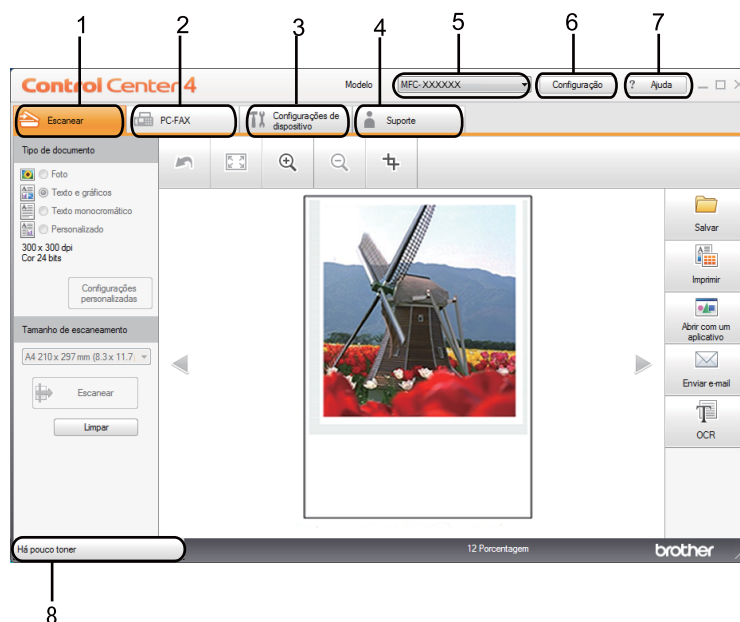 1 2 3 4 5 6 7
Control Center 4
Modelo
MFC- XXXXXX
Configuração
? Ajuda
Escanear
PC-FAX
Configurações de
dispositivo
Suporte
Tipo de documento
Foto
Texto e gráficos
Texto monocromático
Personalizado
300 x 300 dpi
Cor 24 bits
Configurações
personalizadas
Tamanho de escaneamento
A4 210 x 297 mm (8.3 x 11.7
Escanear
Limpar
Salvar
Imprimir
Abrir com um
aplicativo
Enviar e-mail
OCR
Há pouco toner
12 Porcentagem
brother
8